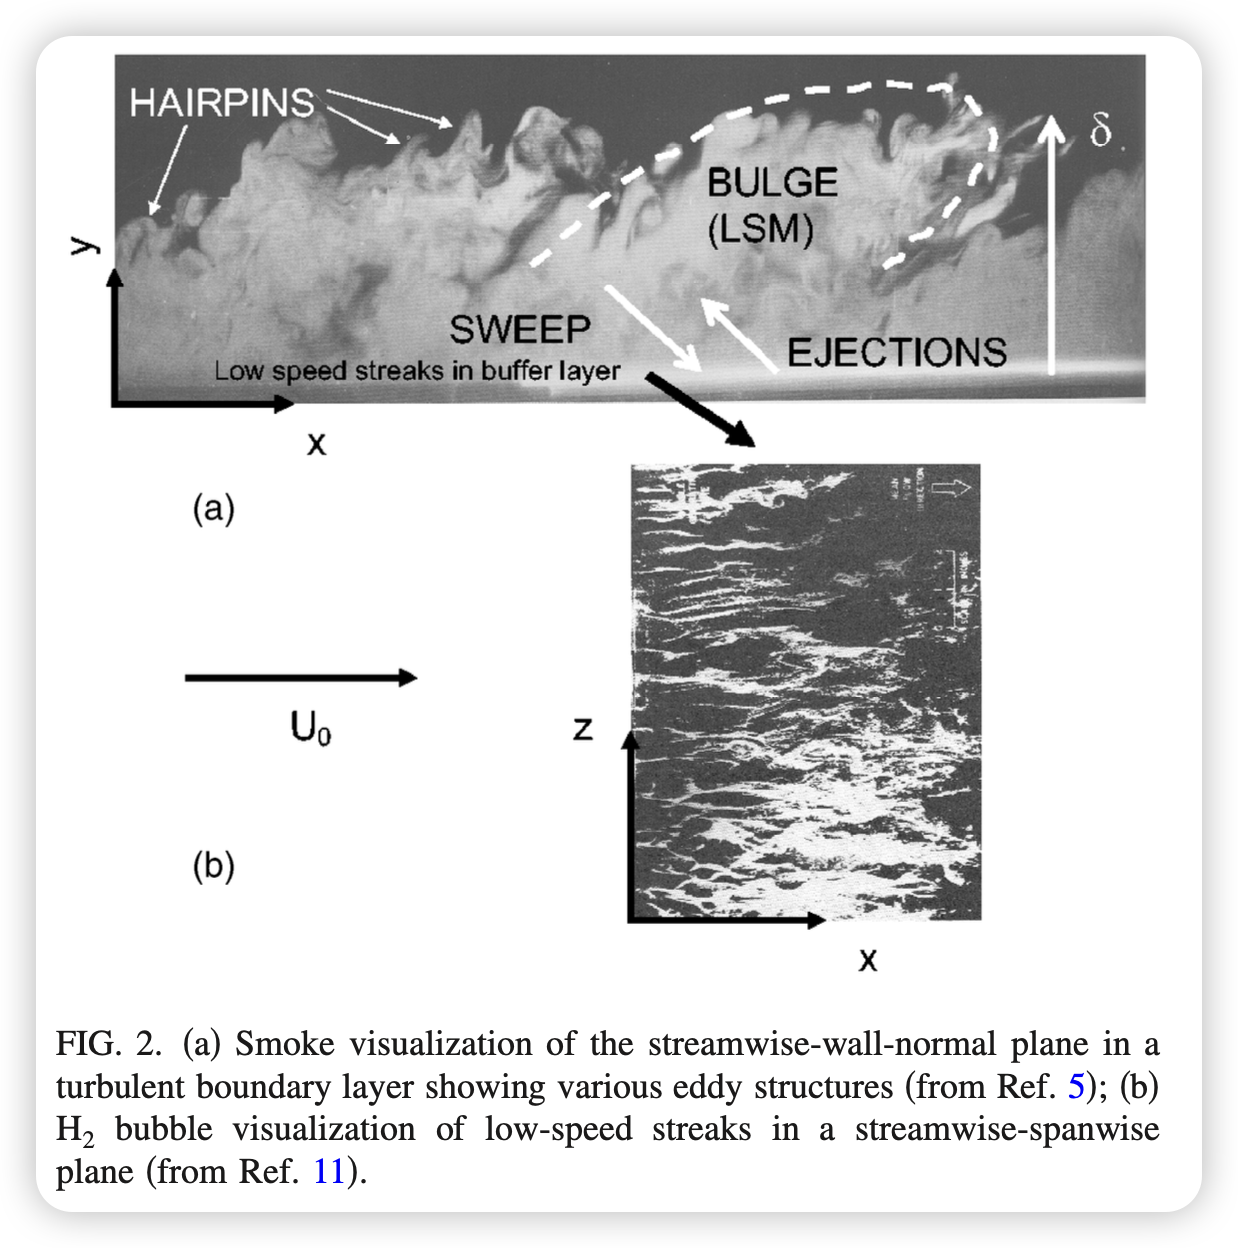 HAIRPINS
δ
BULGE
(LSM)
y
SWEEP
EJECTIONS
Low speed streaks in buffer layer
x
(a)
U₀
z
(b)
x
FIG. 2. (a) Smoke visualization of the streamwise-wall-normal plane in a
turbulent boundary layer showing various eddy structures (from Ref. 5); (b)
H₂ bubble visualization of low-speed streaks in a streamwise-spanwise
plane (from Ref. 11).